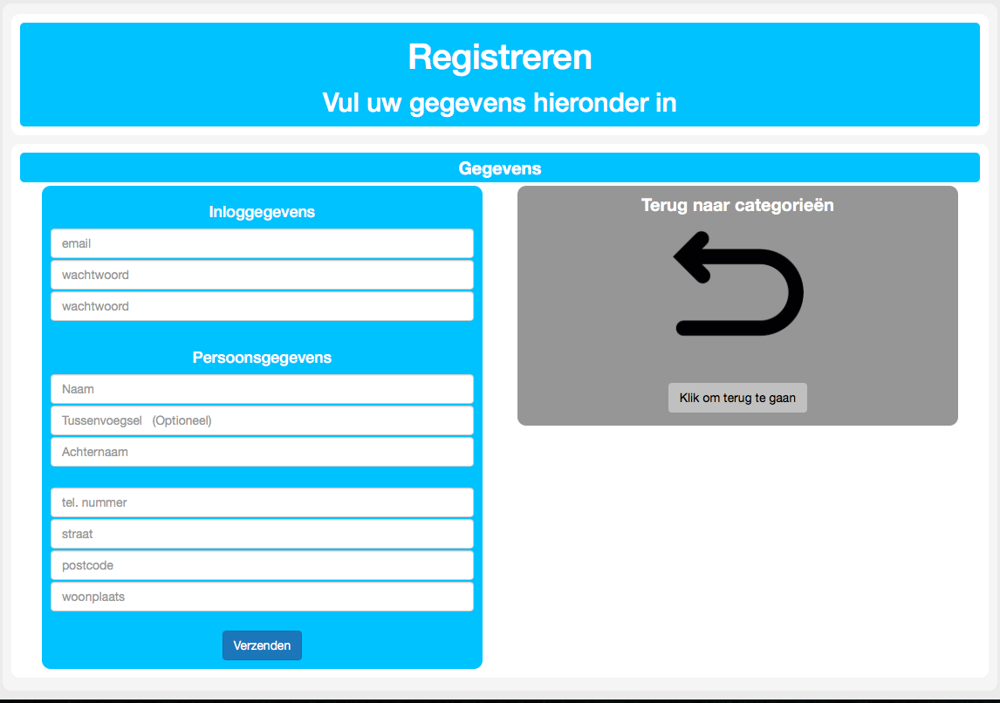 Registreren
Vul uw gegevens hieronder in
Gegevens
Inloggegevens
email
wachtwoord
wachtwoord
Persoonsgegevens
Naam
Tussenvoegsel (Optioneel)
Achternaam
tel. nummer
straat
postcode
woonplaats
Verzenden
Terug naar categorieën
Klik om terug te gaan